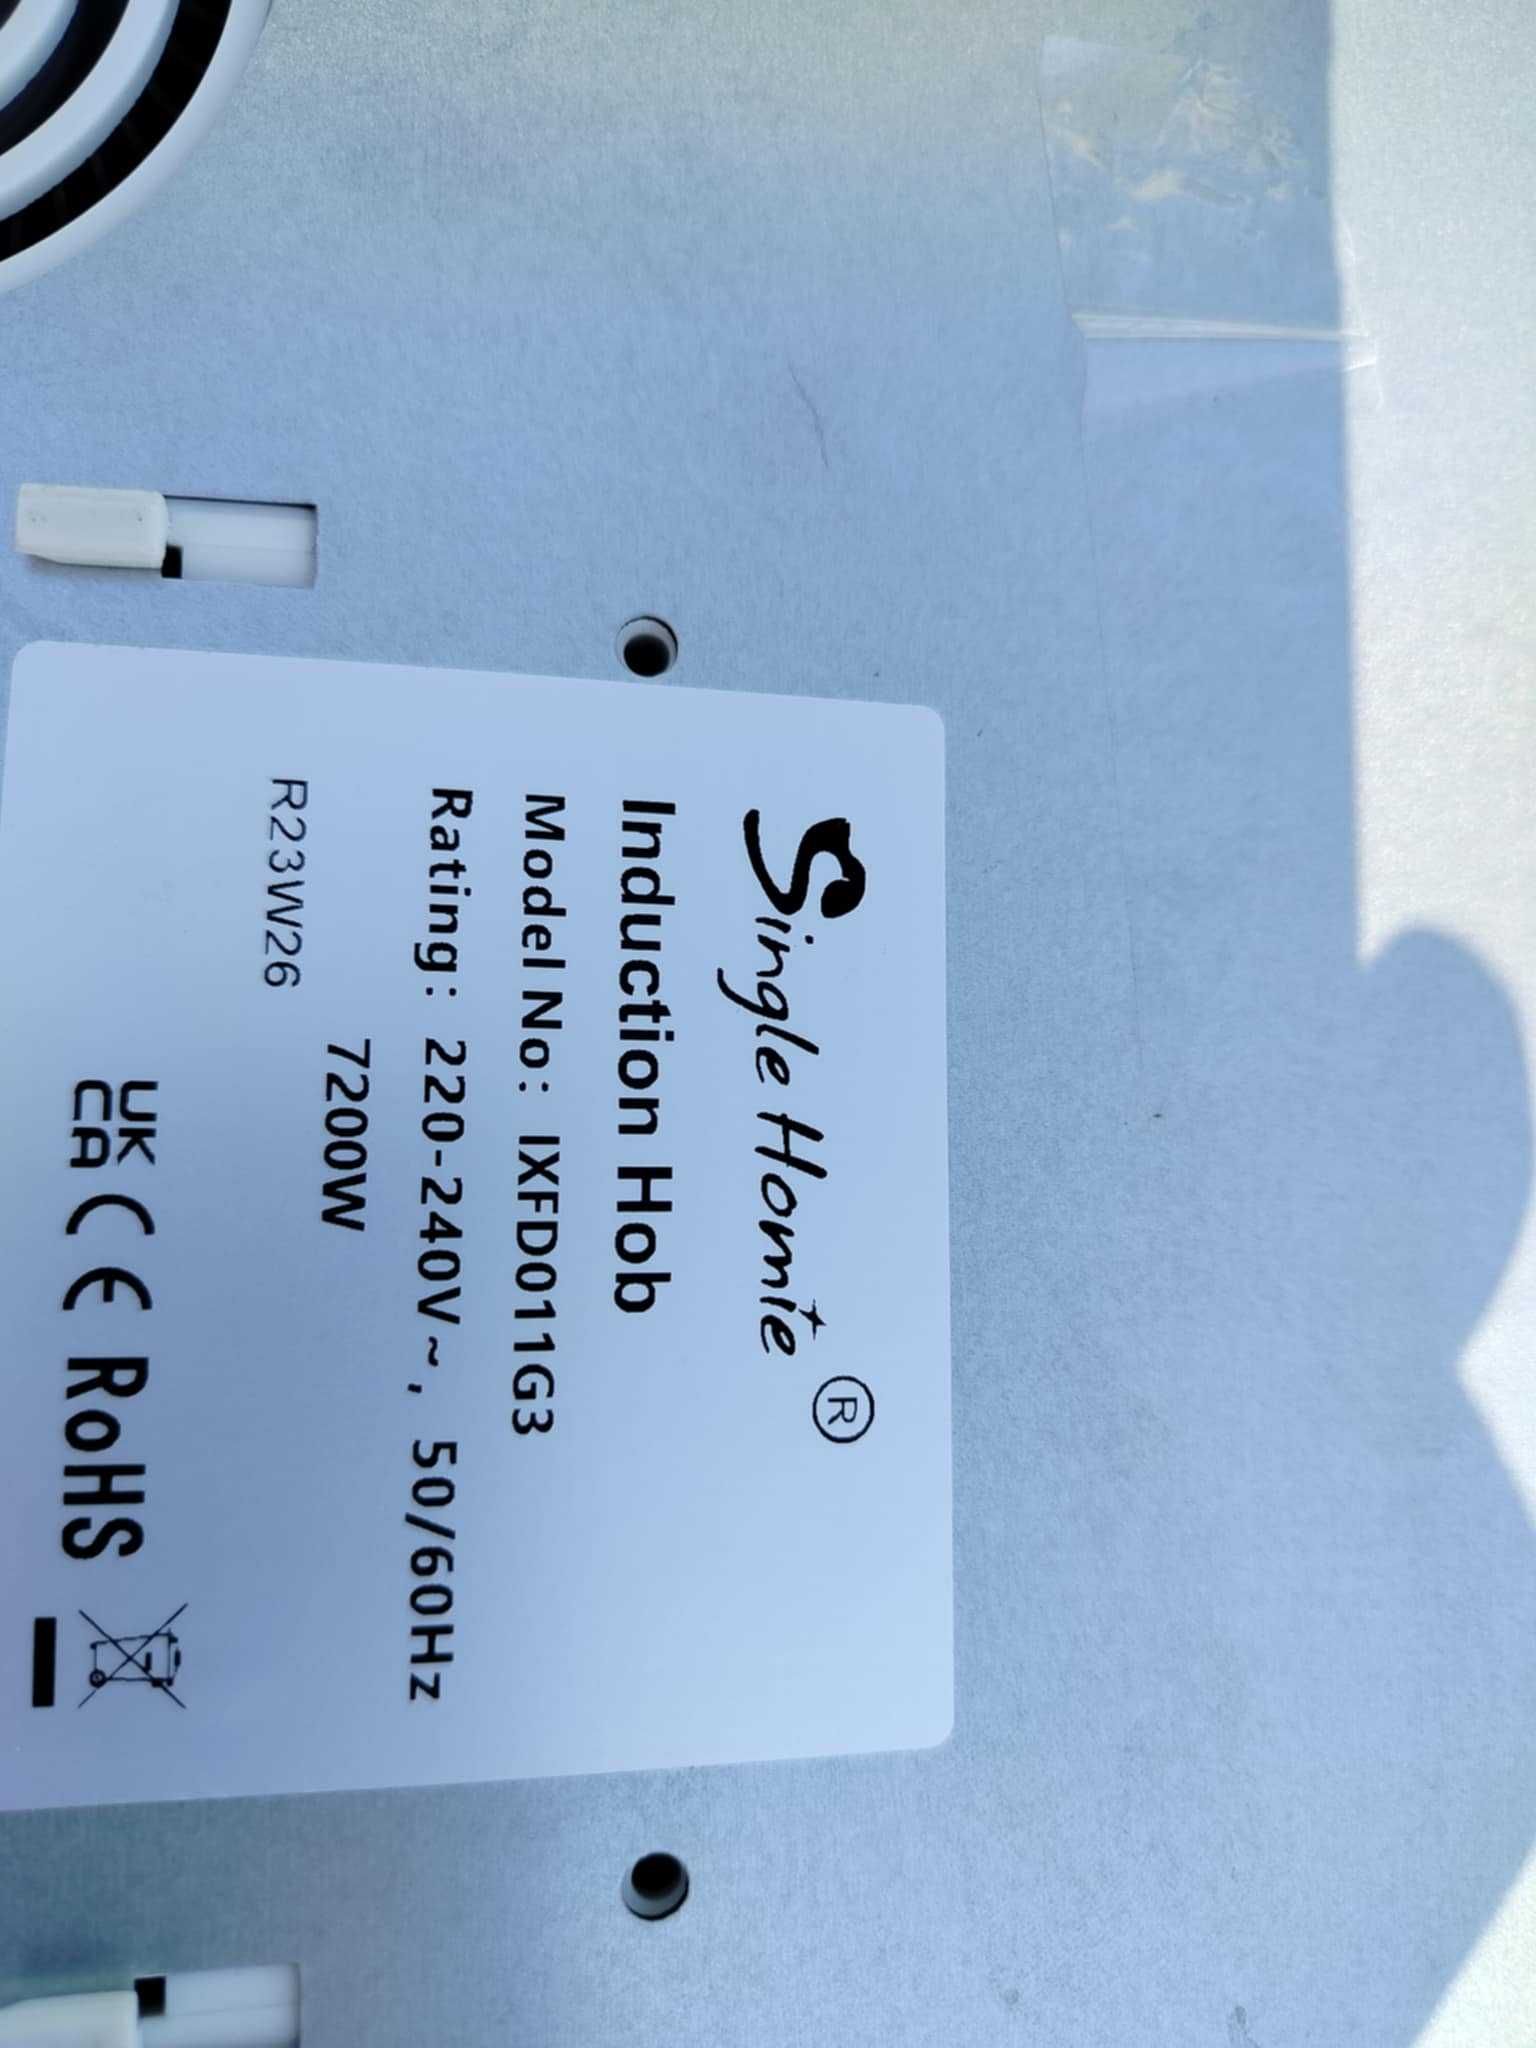 Single Homie ®
Induction Hob
Model No: IXFD011G3
Rating: 220-240V~, 50/60Hz
7200W
R23W26
UK
CA CE RoHS